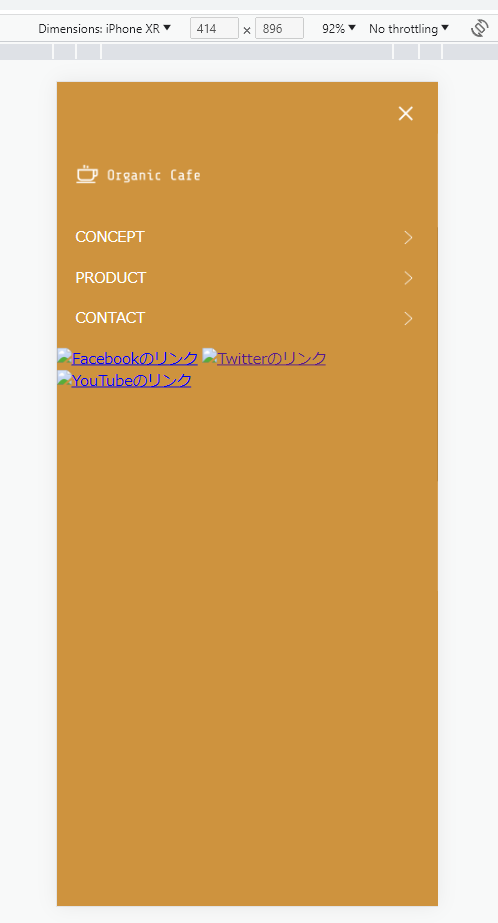 Dimensions: iPhone XR 414 × 896 92% No throttling
Organic Cafe
CONCEPT
PRODUCT
CONTACT
Facebookのリンク Twitterのリンク
YouTubeのリンク